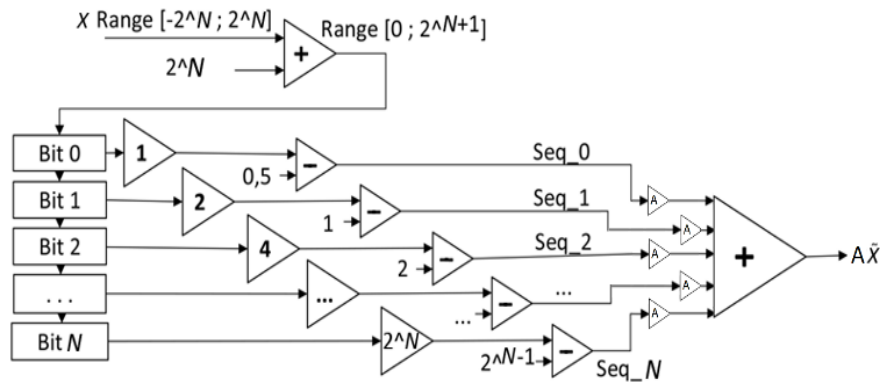 X Range [-2^N ; 2^N]
Range [0 ; 2^N+1]
+
2^N
Bit 0
1
0,5
−
Seq_0
A
Bit 1
2
1
−
Seq_1
A
Bit 2
4
2
−
Seq_2
A
+
A X̃
. . .
...
...
−
...
A
Bit N
2^N
2^N-1
−
Seq_N
A